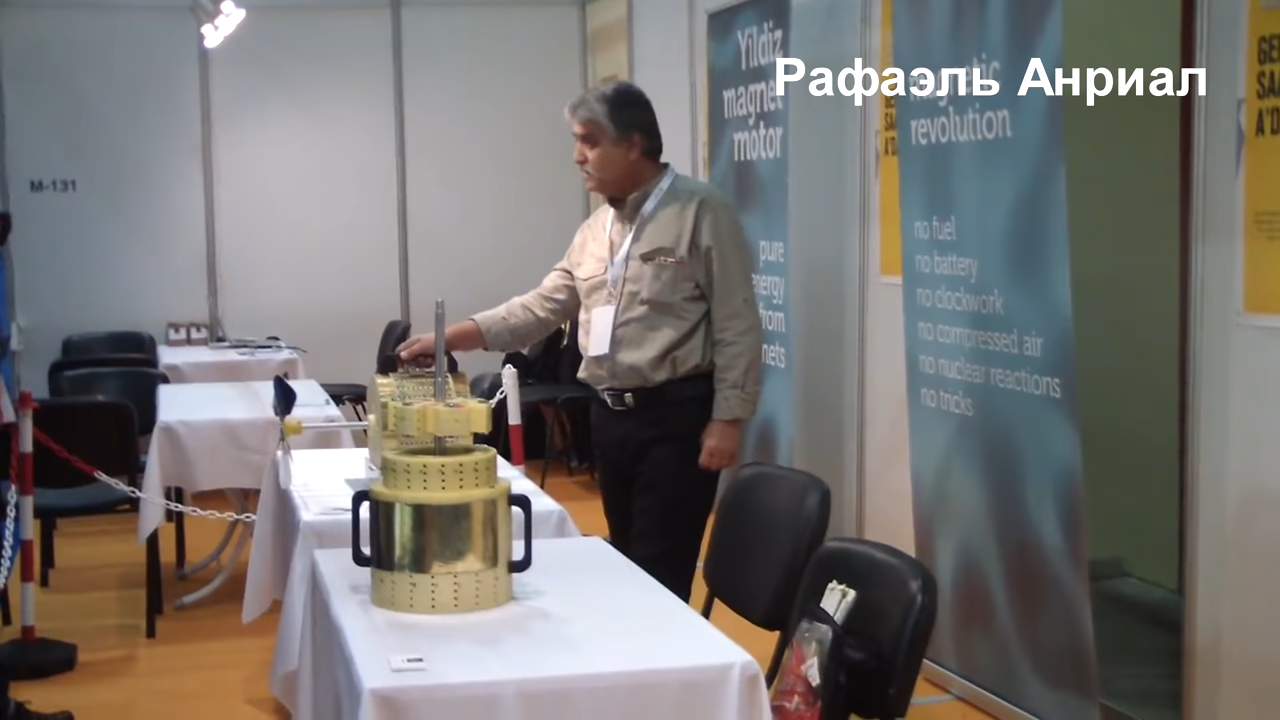 Рафаэль Анриал
Yildiz
magnet
motor
pure
energy
from
magnetic
revolution
no fuel
no battery
no clockwork
no compressed air
no nuclear reactions
no tricks
M-131